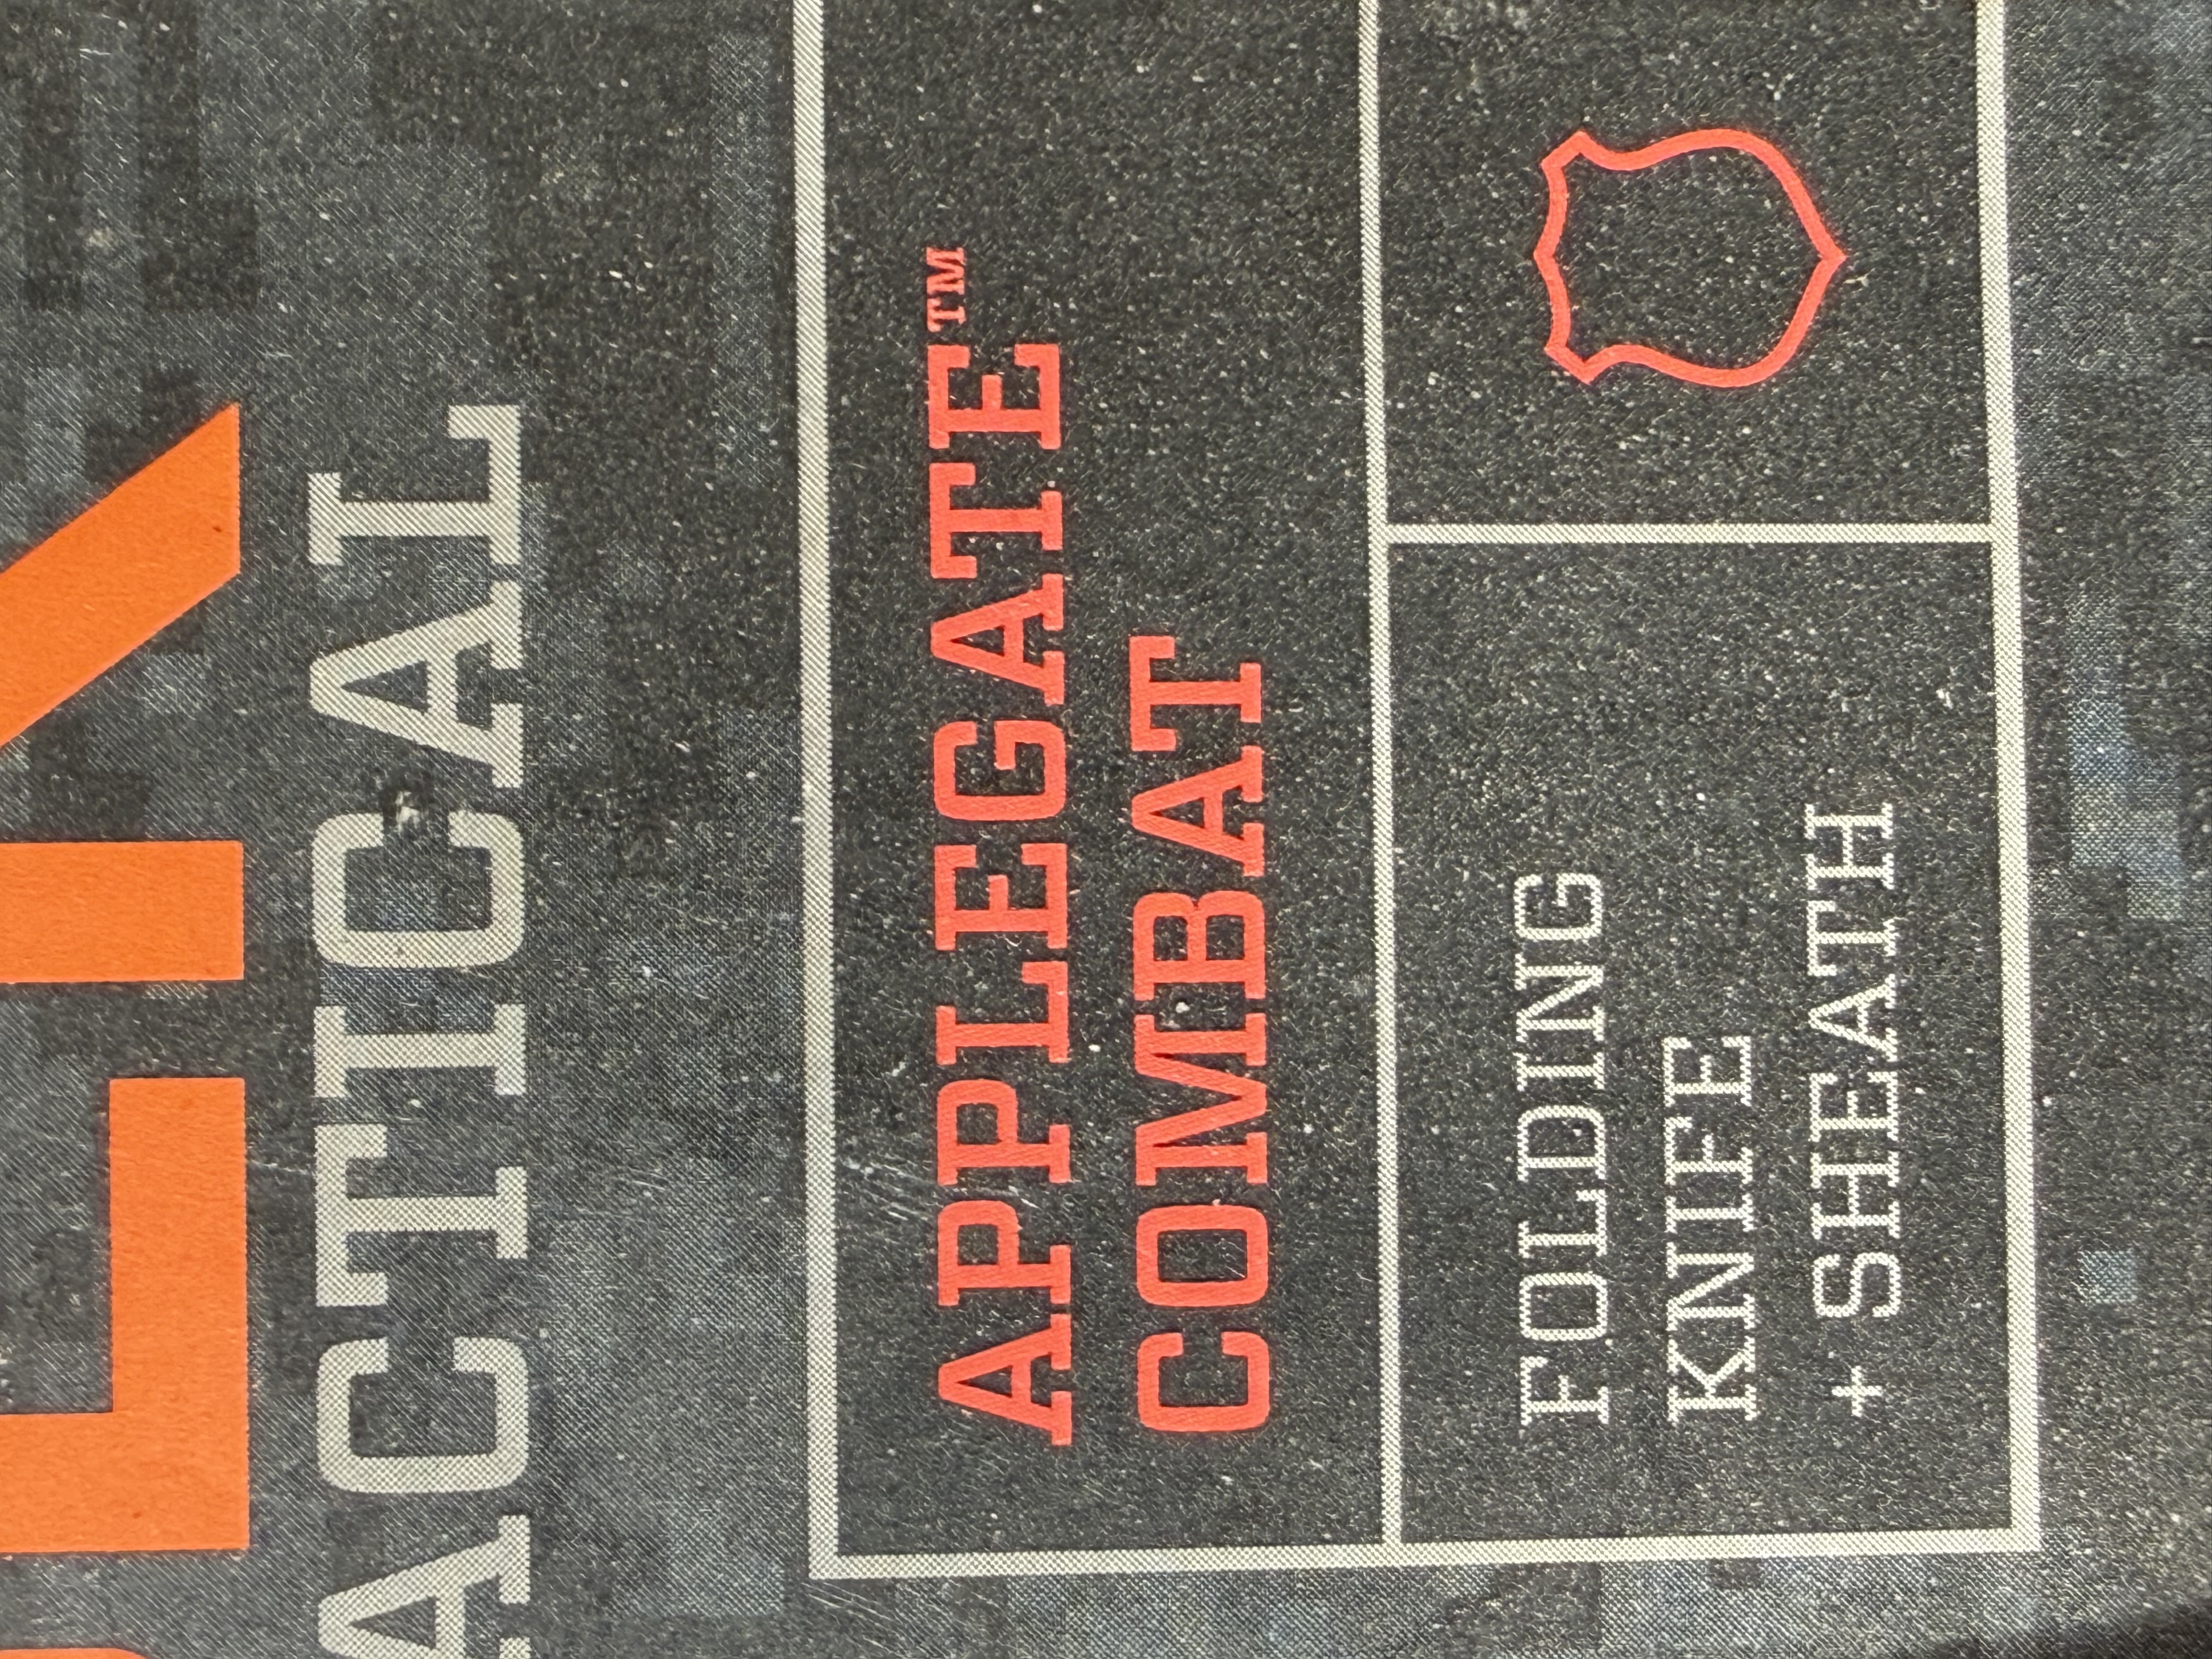 ACTICAL
APPLEGATE™
COMBAT
FOLDING
KNIFE
+ SHEATH